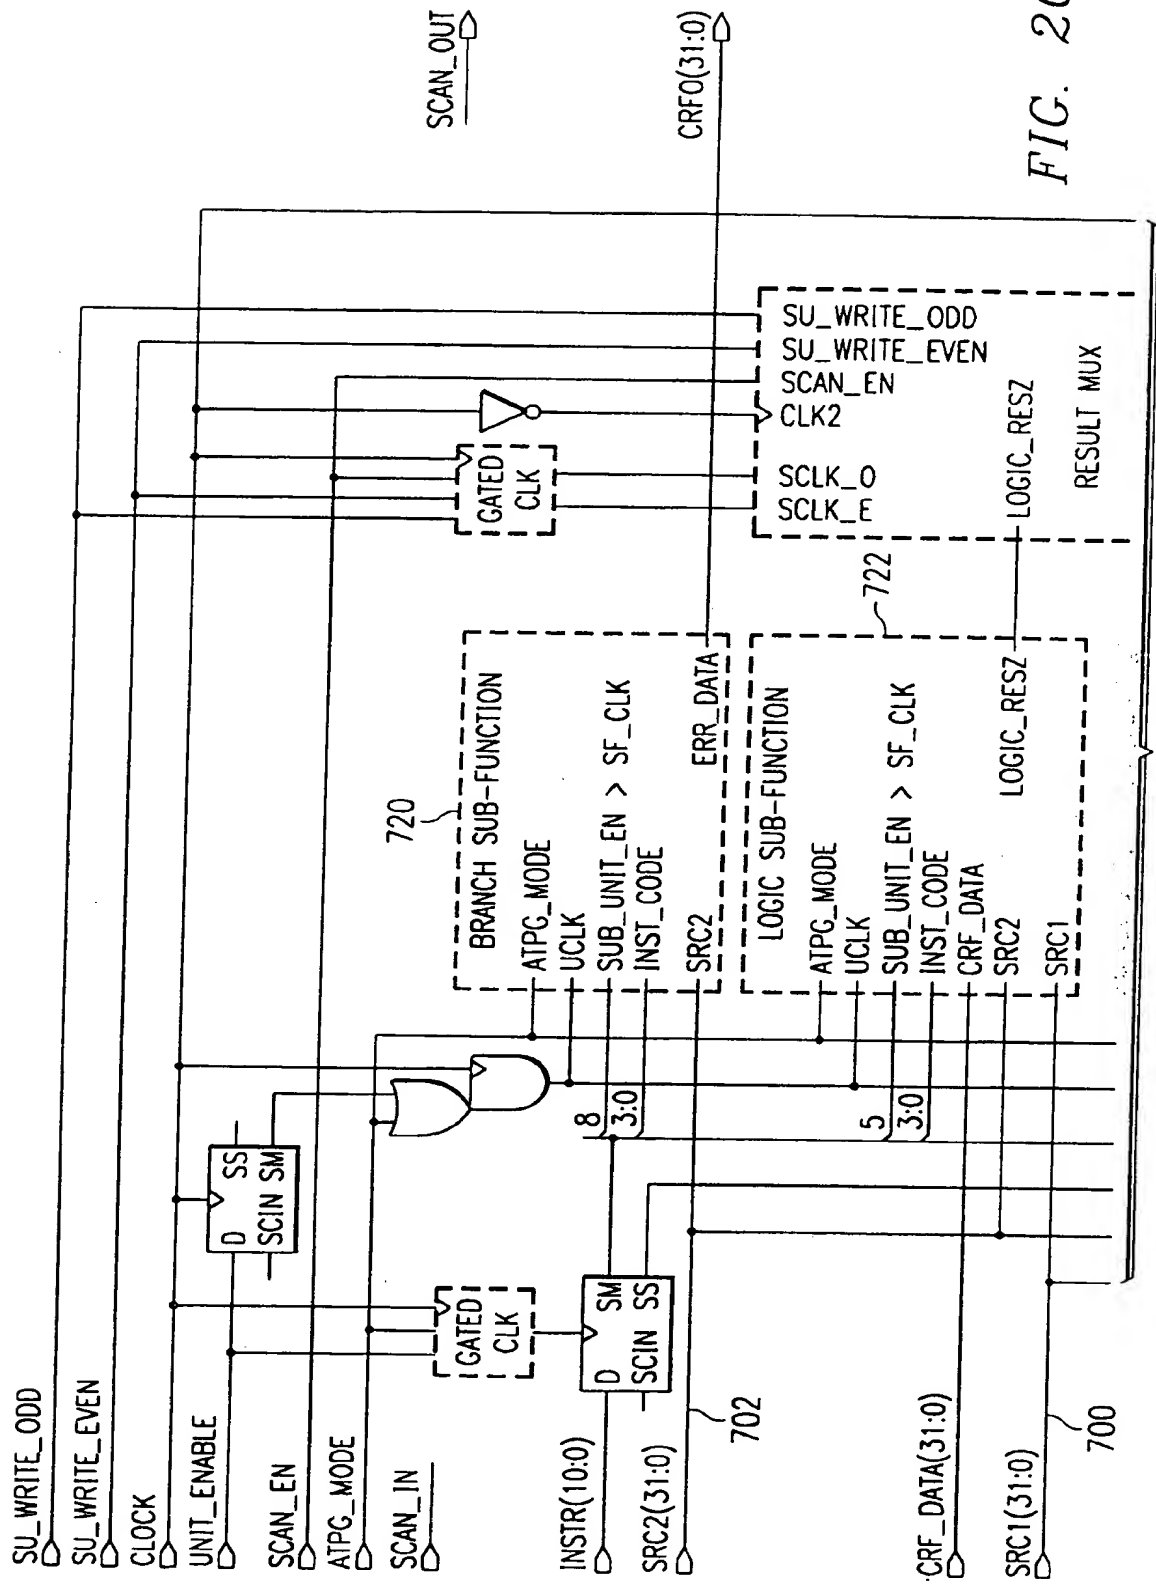 SU_WRITE_ODD
SU_WRITE_EVEN
CLOCK
UNIT_ENABLE
SCAN_EN
ATPG_MODE
SCAN_IN
INSTR(10:0)
SRC2(31:0)
702
CRF_DATA(31:0)
SRC1(31:0)
700
D SS
SCIN SM
GATED
CLK
D SM
SCIN SS
8
3:0
5
3:0
720
BRANCH SUB-FUNCTION
ATPG_MODE
UCLK
SUB_UNIT_EN > SF_CLK
INST_CODE
SRC2
ERR_DATA
722
LOGIC SUB-FUNCTION
ATPG_MODE
UCLK
SUB_UNIT_EN > SF_CLK
INST_CODE
CRF_DATA
SRC2
SRC1
LOGIC_RESZ
GATED
CLK
SU_WRITE_ODD
SU_WRITE_EVEN
SCAN_EN
CLK2
SCLK_O
SCLK_E
LOGIC_RESZ
RESULT MUX
SCAN_OUT
CRFO(31:0)